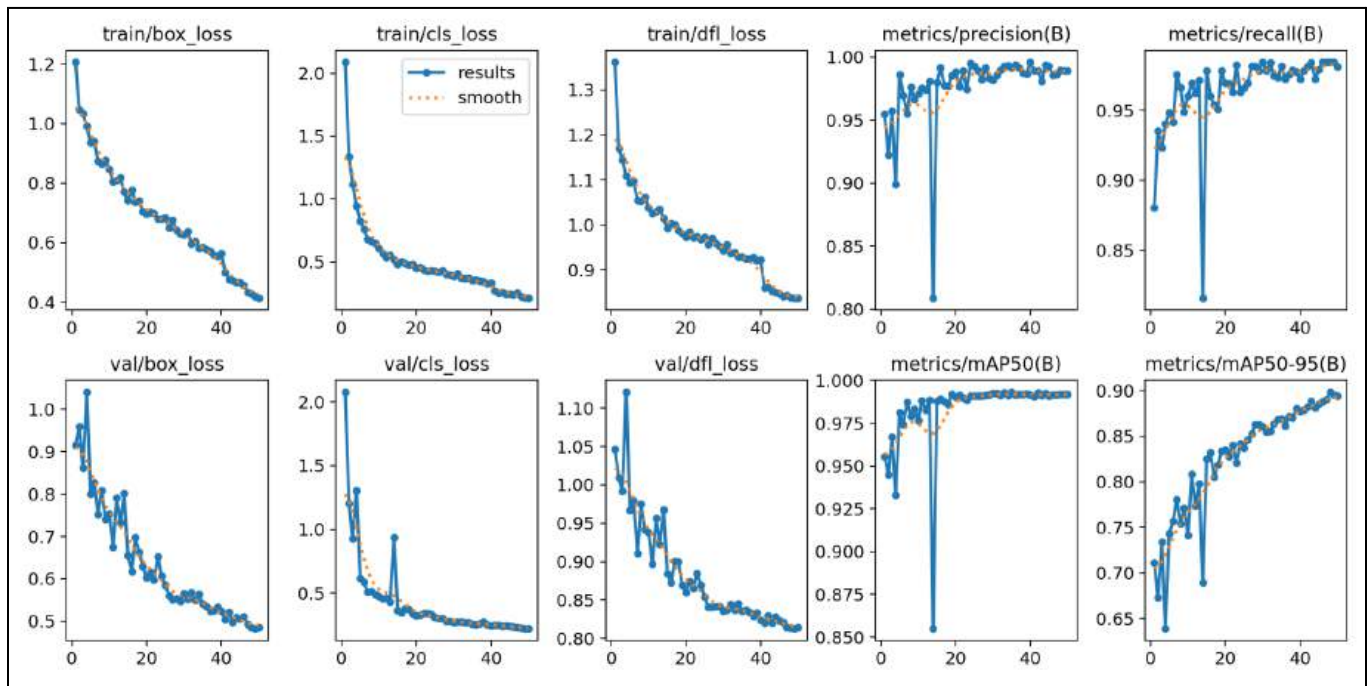 train/box_loss
train/cls_loss
train/dfl_loss
metrics/precision(B)
metrics/recall(B)
1.2
1.0
0.8
0.6
0.4
0 20 40
2.0
1.5
1.0
0.5
0 20 40
results
smooth
1.3
1.2
1.1
1.0
0.9
0 20 40
1.00
0.95
0.90
0.85
0.80
0 20 40
0.95
0.90
0.85
0 20 40
val/box_loss
val/cls_loss
val/dfl_loss
metrics/mAP50(B)
metrics/mAP50-95(B)
1.0
0.9
0.8
0.7
0.6
0.5
0 20 40
2.0
1.5
1.0
0.5
0 20 40
1.10
1.05
1.00
0.95
0.90
0.85
0.80
0 20 40
1.000
0.975
0.950
0.925
0.900
0.875
0.850
0 20 40
0.90
0.85
0.80
0.75
0.70
0.65
0 20 40